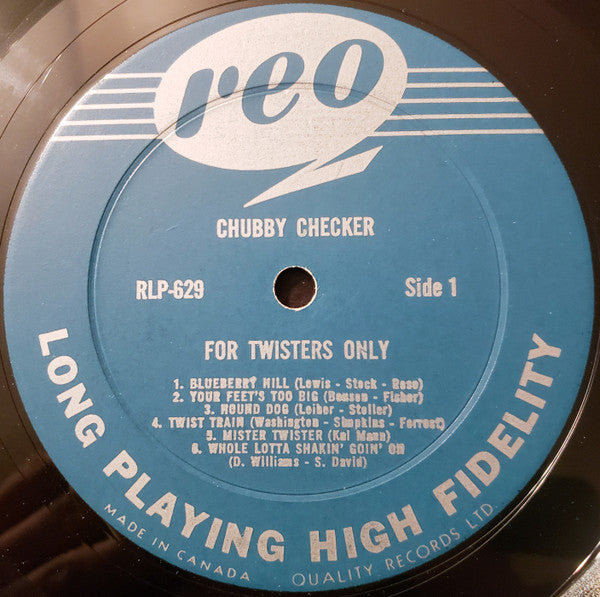 reo
CHUBBY CHECKER
RLP-629
Side 1
FOR TWISTERS ONLY
1. BLUEBERRY HILL (Lewis - Stock - Rose)
2. YOUR FEET'S TOO BIG (Benson - Fisher)
3. HOUND DOG (Leiber - Stoller)
4. TWIST TRAIN (Washington - Simpkins - Forrest)
5. MISTER TWISTER (Kal Mann)
6. WHOLE LOTTA SHAKIN' GOIN' ON
(D. Williams - S. David)
LONG PLAYING HIGH FIDELITY
MADE IN CANADA QUALITY RECORDS LTD.